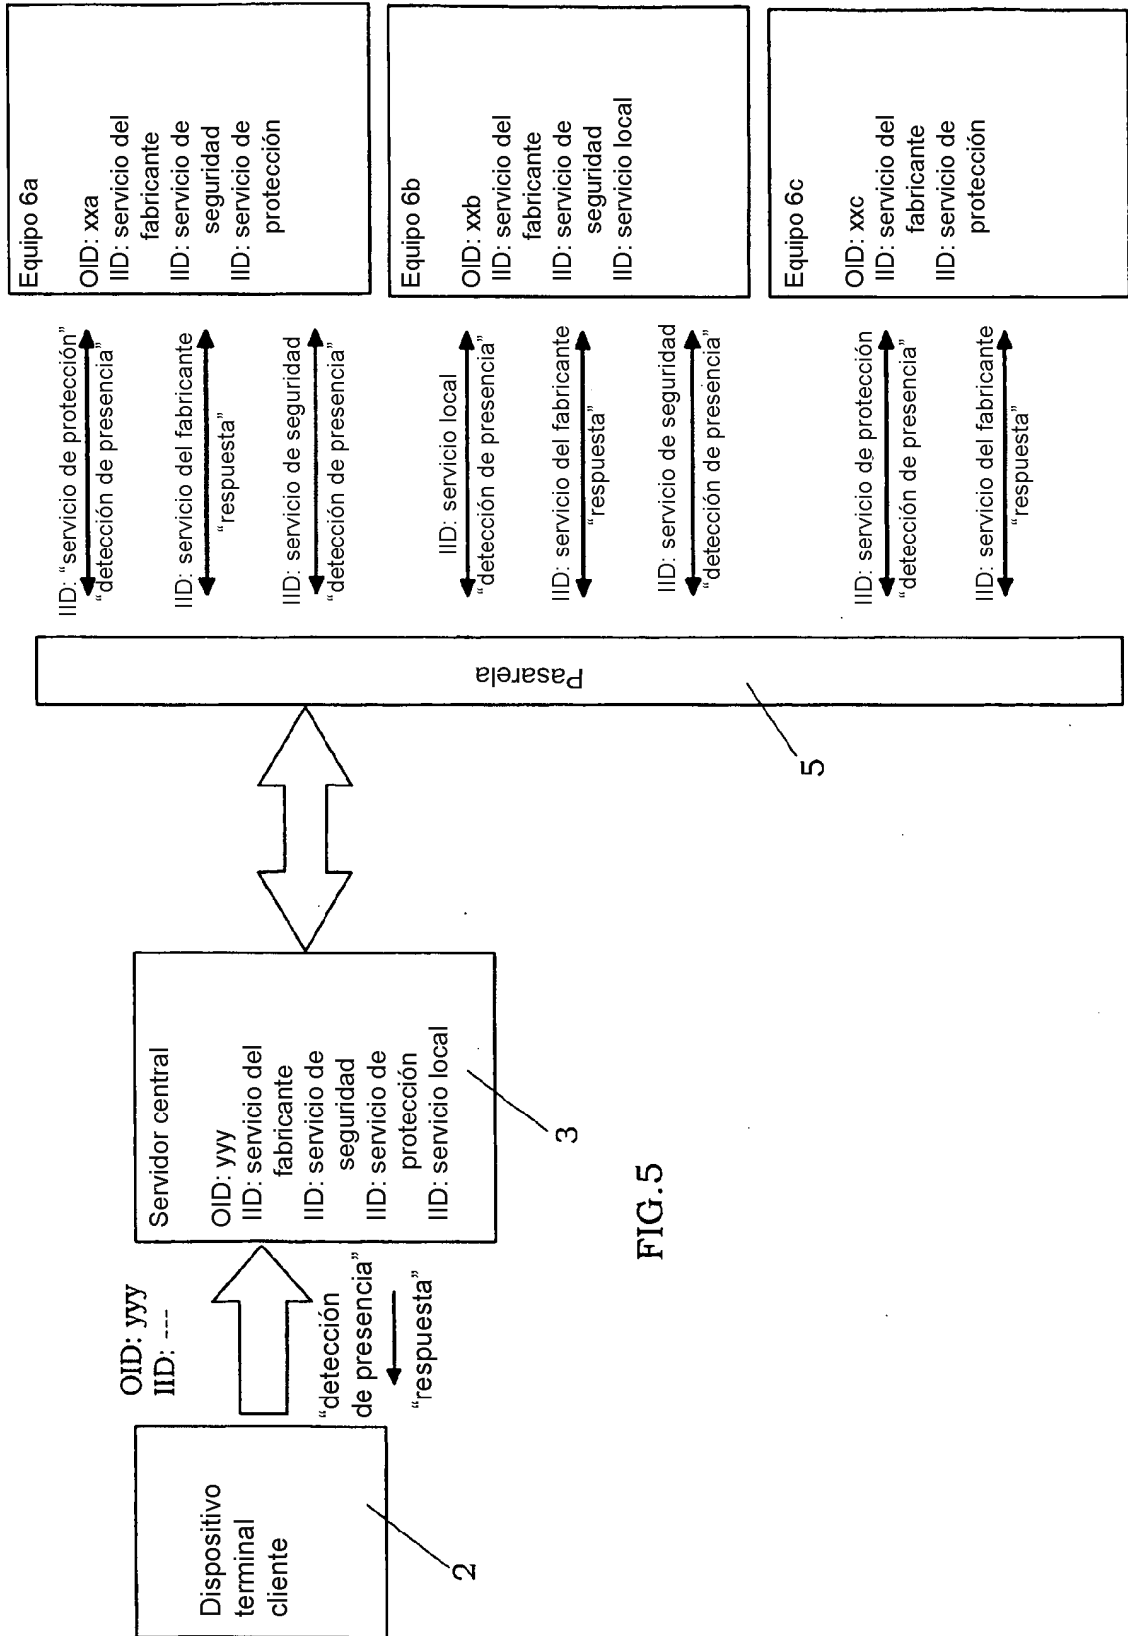 Dispositivo
terminal
cliente
2
OID: yyy
IID: ---
“detección
de presencia”
“respuesta”
Servidor central
OID: yyy
IID: servicio del
fabricante
IID: servicio de
seguridad
IID: servicio de
protección
IID: servicio local
3
Pasarela
5
IID: “servicio de protección”
“detección de presencia”
IID: servicio del fabricante
“respuesta”
IID: servicio de seguridad
“detección de presencia”
IID: servicio local
“detección de presencia”
IID: servicio del fabricante
“respuesta”
IID: servicio de seguridad
“detección de presencia”
IID: servicio de protección
“detección de presencia”
IID: servicio del fabricante
“respuesta”
Equipo 6a
OID: xxa
IID: servicio del
fabricante
IID: servicio de
seguridad
IID: servicio de
protección
Equipo 6b
OID: xxb
IID: servicio del
fabricante
IID: servicio de
seguridad
IID: servicio local
Equipo 6c
OID: xxc
IID: servicio del
fabricante
IID: servicio de
protección
FIG.5